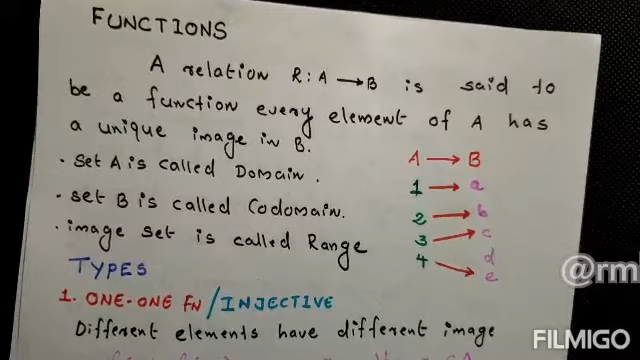 FUNCTIONS
A relation R: A → B is said to
be a function every element of A has
a unique image in B.
• Set A is called Domain.
• Set B is called Codomain.
• image set is called Range
A → B
1 → a
2 → b
3 → c
d
4 → e
TYPES
1. ONE-ONE FN / INJECTIVE
Different elements have different image
@rml
FILMIGO